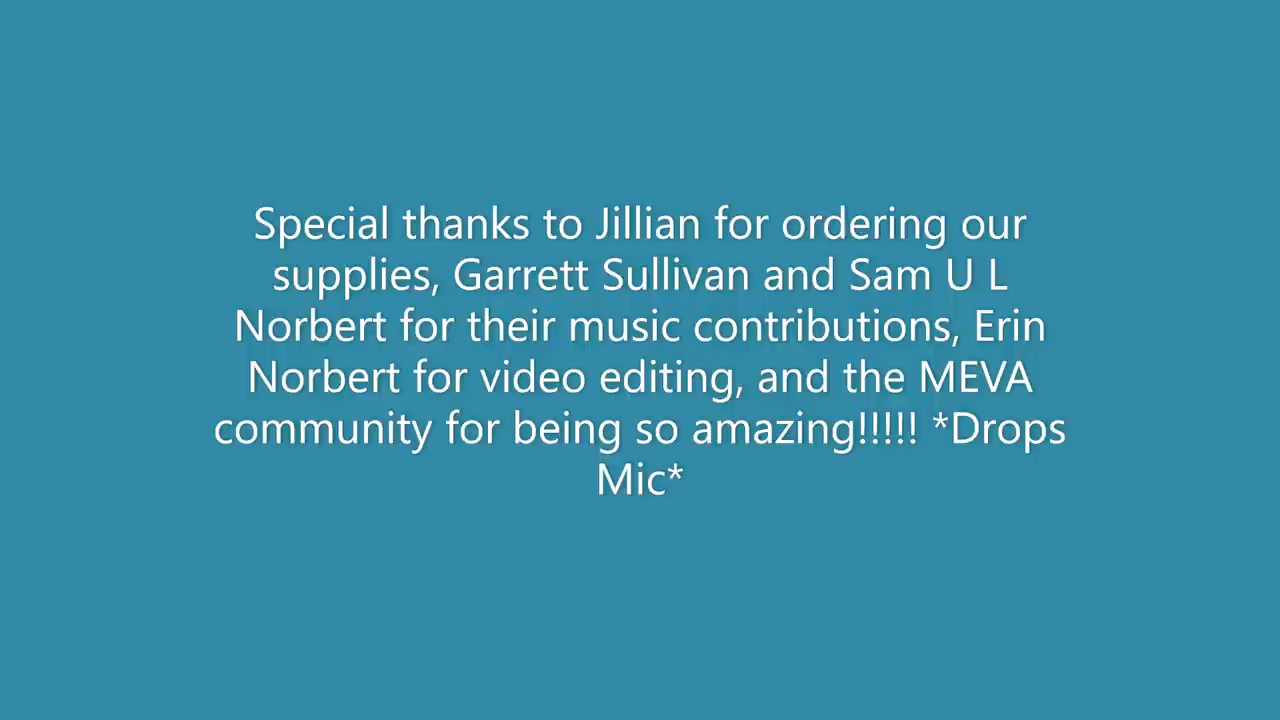 Special thanks to Jillian for ordering our
supplies, Garrett Sullivan and Sam U L
Norbert for their music contributions, Erin
Norbert for video editing, and the MEVA
community for being so amazing!!!!! *Drops
Mic*